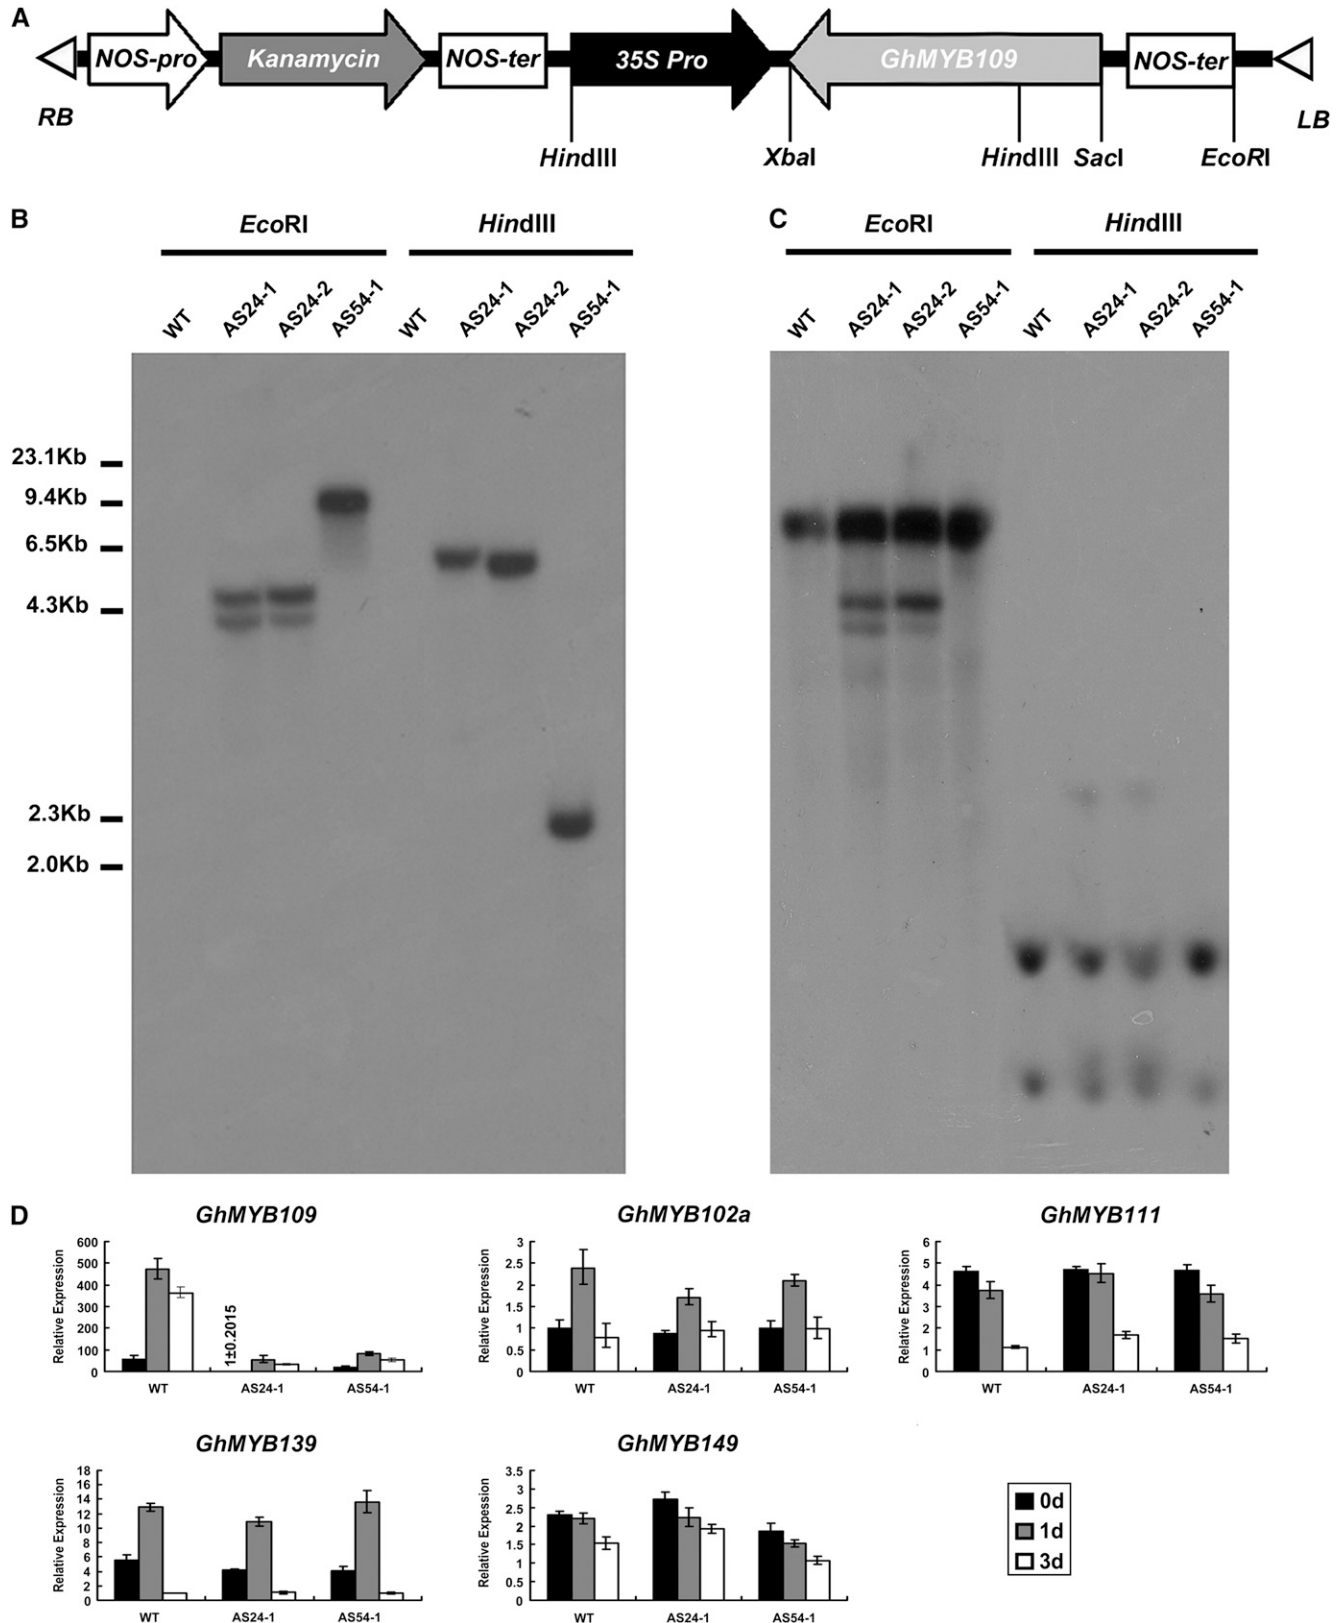 A
NOS-pro Kanamycin NOS-ter 35S Pro GhMYB109 NOS-ter
RB LB
HindIII XbaI HindIII SacI EcoRI
B
EcoRI HindIII
WT AS24-1 AS24-2 AS54-1 WT AS24-1 AS24-2 AS54-1
23.1Kb
9.4Kb
6.5Kb
4.3Kb
2.3Kb
2.0Kb
C
EcoRI HindIII
WT AS24-1 AS24-2 AS54-1 WT AS24-1 AS24-2 AS54-1
D
GhMYB109
Relative Expression
600
500
400
300
200
100
0
1±0.2015
WT AS24-1 AS54-1
GhMYB102a
Relative Expression
3
2.5
2
1.5
1
0.5
0
WT AS24-1 AS54-1
GhMYB111
Relative Expression
6
5
4
3
2
1
0
WT AS24-1 AS54-1
GhMYB139
Relative Expression
18
16
14
12
10
8
6
4
2
0
WT AS24-1 AS54-1
GhMYB149
Relative Expession
3.5
3
2.5
2
1.5
1
0.5
0
WT AS24-1 AS54-1
0d
1d
3d